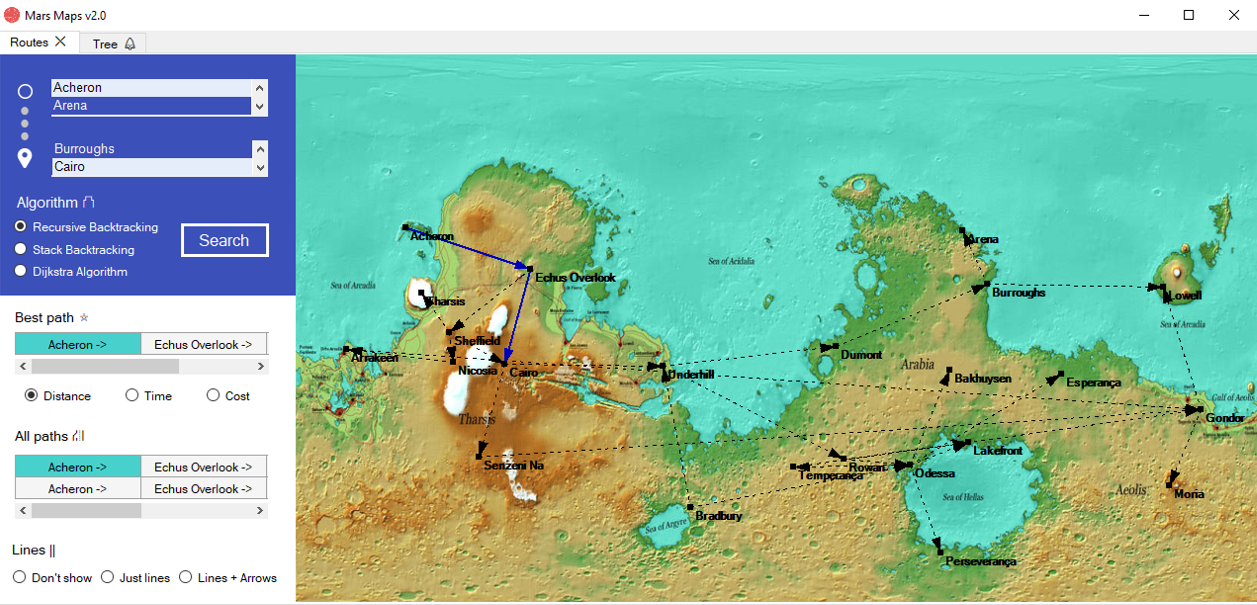 Mars Maps v2.0
Routes
Tree
Acheron
Arena
Burroughs
Cairo
Algorithm
Recursive Backtracking
Stack Backtracking
Dijkstra Algorithm
Search
Best path
Acheron -> Echus Overlook ->
Distance Time Cost
All paths
Acheron -> Echus Overlook ->
Acheron -> Echus Overlook ->
Lines ||
Don't show Just lines Lines + Arrows
Acheron
Arena
Sea of Acidalia
Echus Overlook
Sea of Arcadia
Burroughs
Tharsis
Lowell
Sea of Arcadia
Sheffield
Dumont
Arrakeen
Nicosia
Cairo
Underhill
Arabia
Bakhuysen
Esperança
Gulf of Aeolis
Tharsis
Gondor
Lakefront
Senzeni Na
Rowan
Temperança
Odessa
Aeolis
Moria
Sea of Hellas
Bradbury
Sea of Argyre
Perseverança